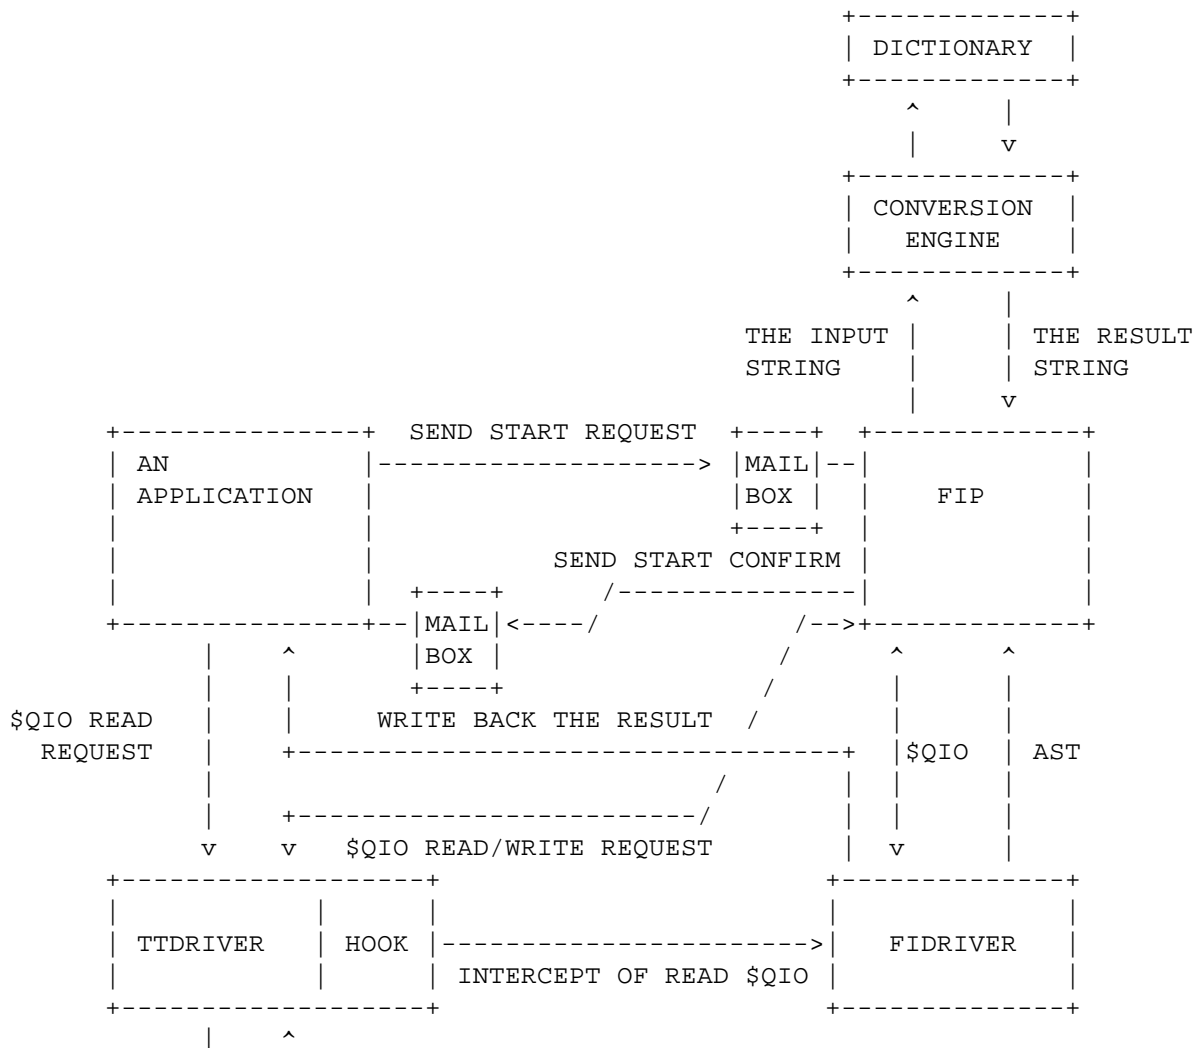 DICTIONARY
CONVERSION
ENGINE
THE INPUT
STRING
THE RESULT
STRING
SEND START REQUEST
AN
APPLICATION
MAIL
BOX
FIP
SEND START CONFIRM
MAIL
BOX
$QIO READ
REQUEST
WRITE BACK THE RESULT
$QIO
AST
$QIO READ/WRITE REQUEST
TTDRIVER
HOOK
FIDRIVER
INTERCEPT OF READ $QIO